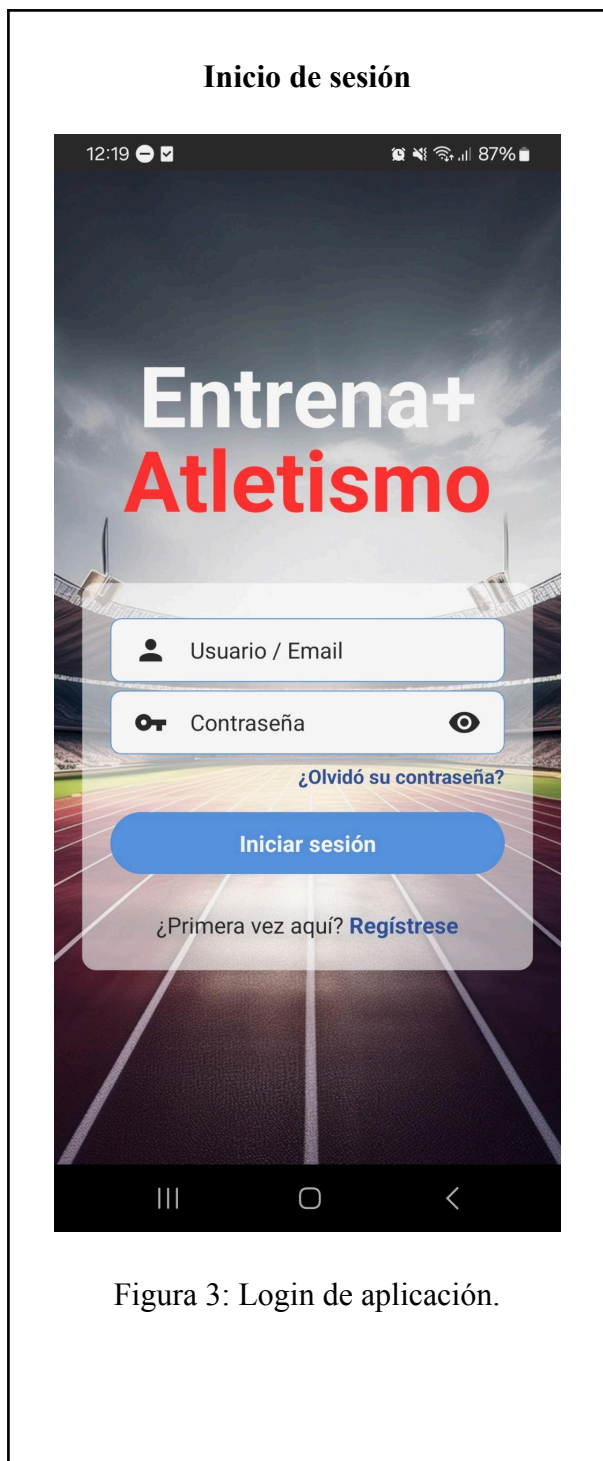 Inicio de sesión
12:19
87%
Entrena+
Atletismo
Usuario / Email
Contraseña
¿Olvidó su contraseña?
Iniciar sesión
¿Primera vez aquí? Regístrese
Figura 3: Login de aplicación.